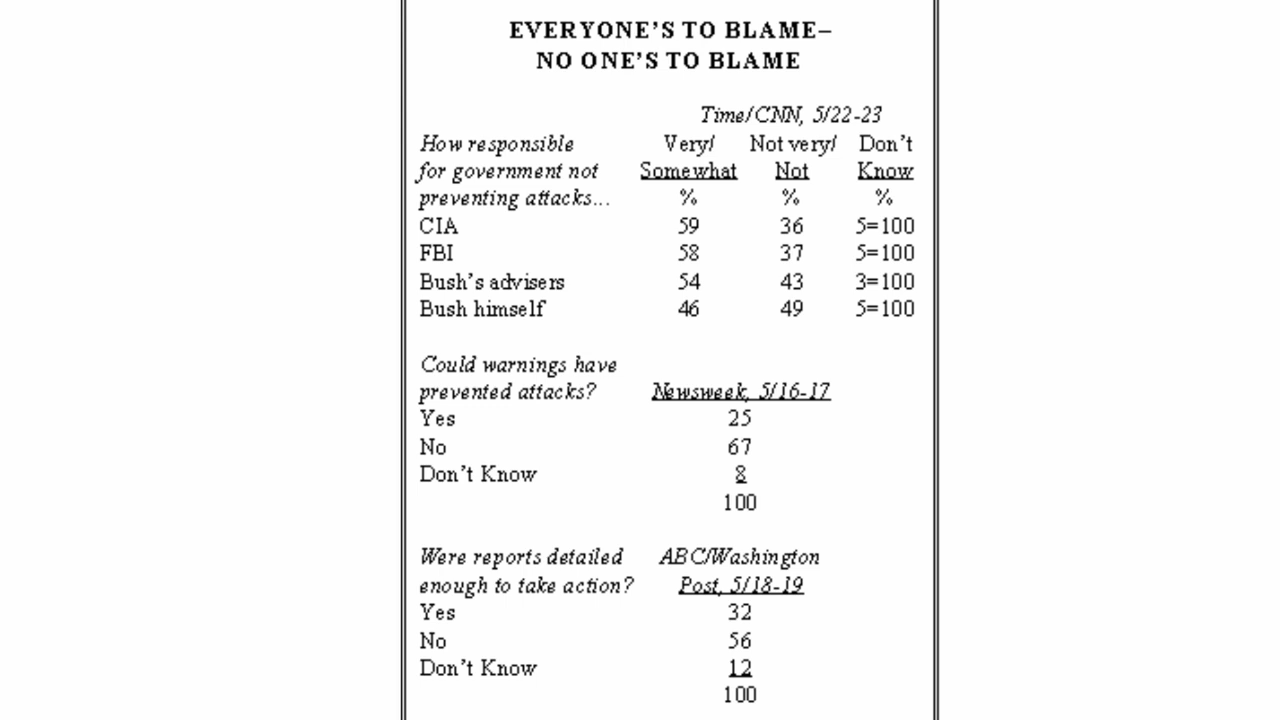 EVERYONE'S TO BLAME–
NO ONE'S TO BLAME
Time/CNN, 5/22-23
How responsible Very/ Not very/ Don't
for government not Somewhat Not Know
preventing attacks... % % %
CIA 59 36 5=100
FBI 58 37 5=100
Bush's advisers 54 43 3=100
Bush himself 46 49 5=100
Could warnings have
prevented attacks? Newsweek, 5/16-17
Yes 25
No 67
Don't Know 8
100
Were reports detailed ABC/Washington
enough to take action? Post, 5/18-19
Yes 32
No 56
Don't Know 12
100